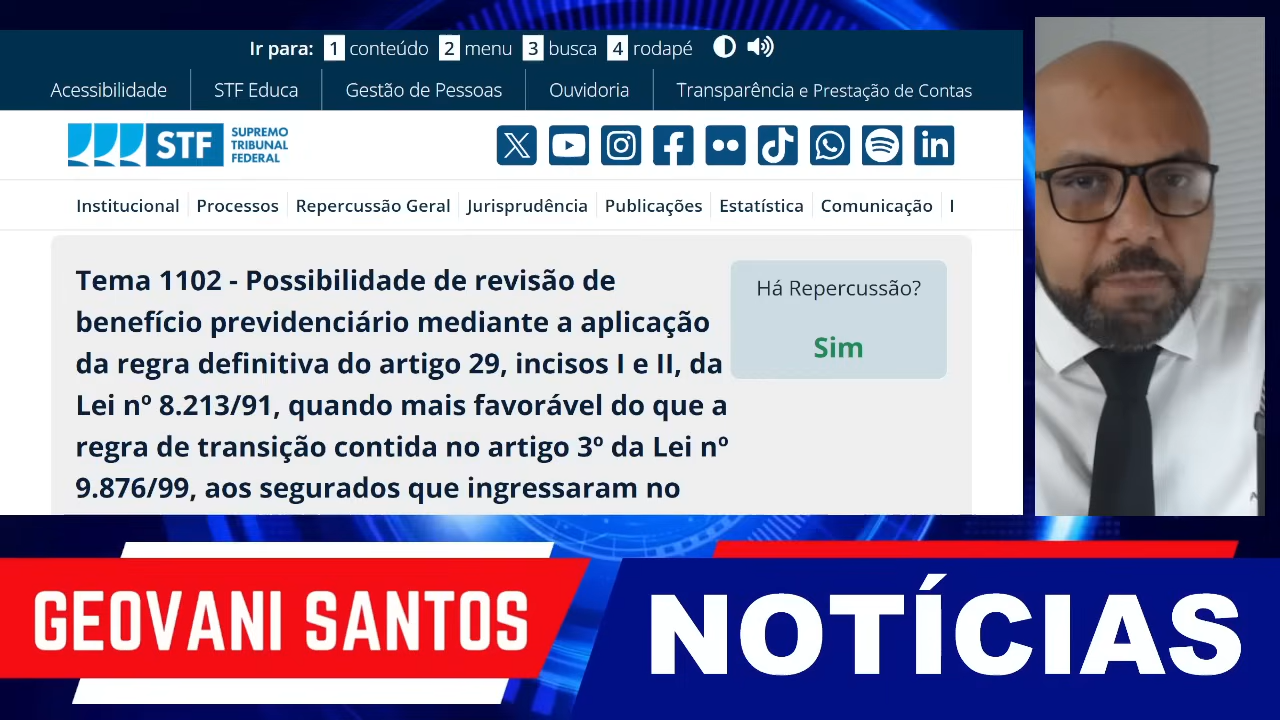 Ir para: 1 conteúdo 2 menu 3 busca 4 rodapé
Acessibilidade STF Educa Gestão de Pessoas Ouvidoria Transparência e Prestação de Contas
STF SUPREMO TRIBUNAL FEDERAL
Institucional Processos Repercussão Geral Jurisprudência Publicações Estatística Comunicação I
Tema 1102 - Possibilidade de revisão de
benefício previdenciário mediante a aplicação
da regra definitiva do artigo 29, incisos I e II, da
Lei nº 8.213/91, quando mais favorável do que a
regra de transição contida no artigo 3º da Lei nº
9.876/99, aos segurados que ingressaram no
Há Repercussão?
Sim
GEOVANI SANTOS
NOTÍCIAS